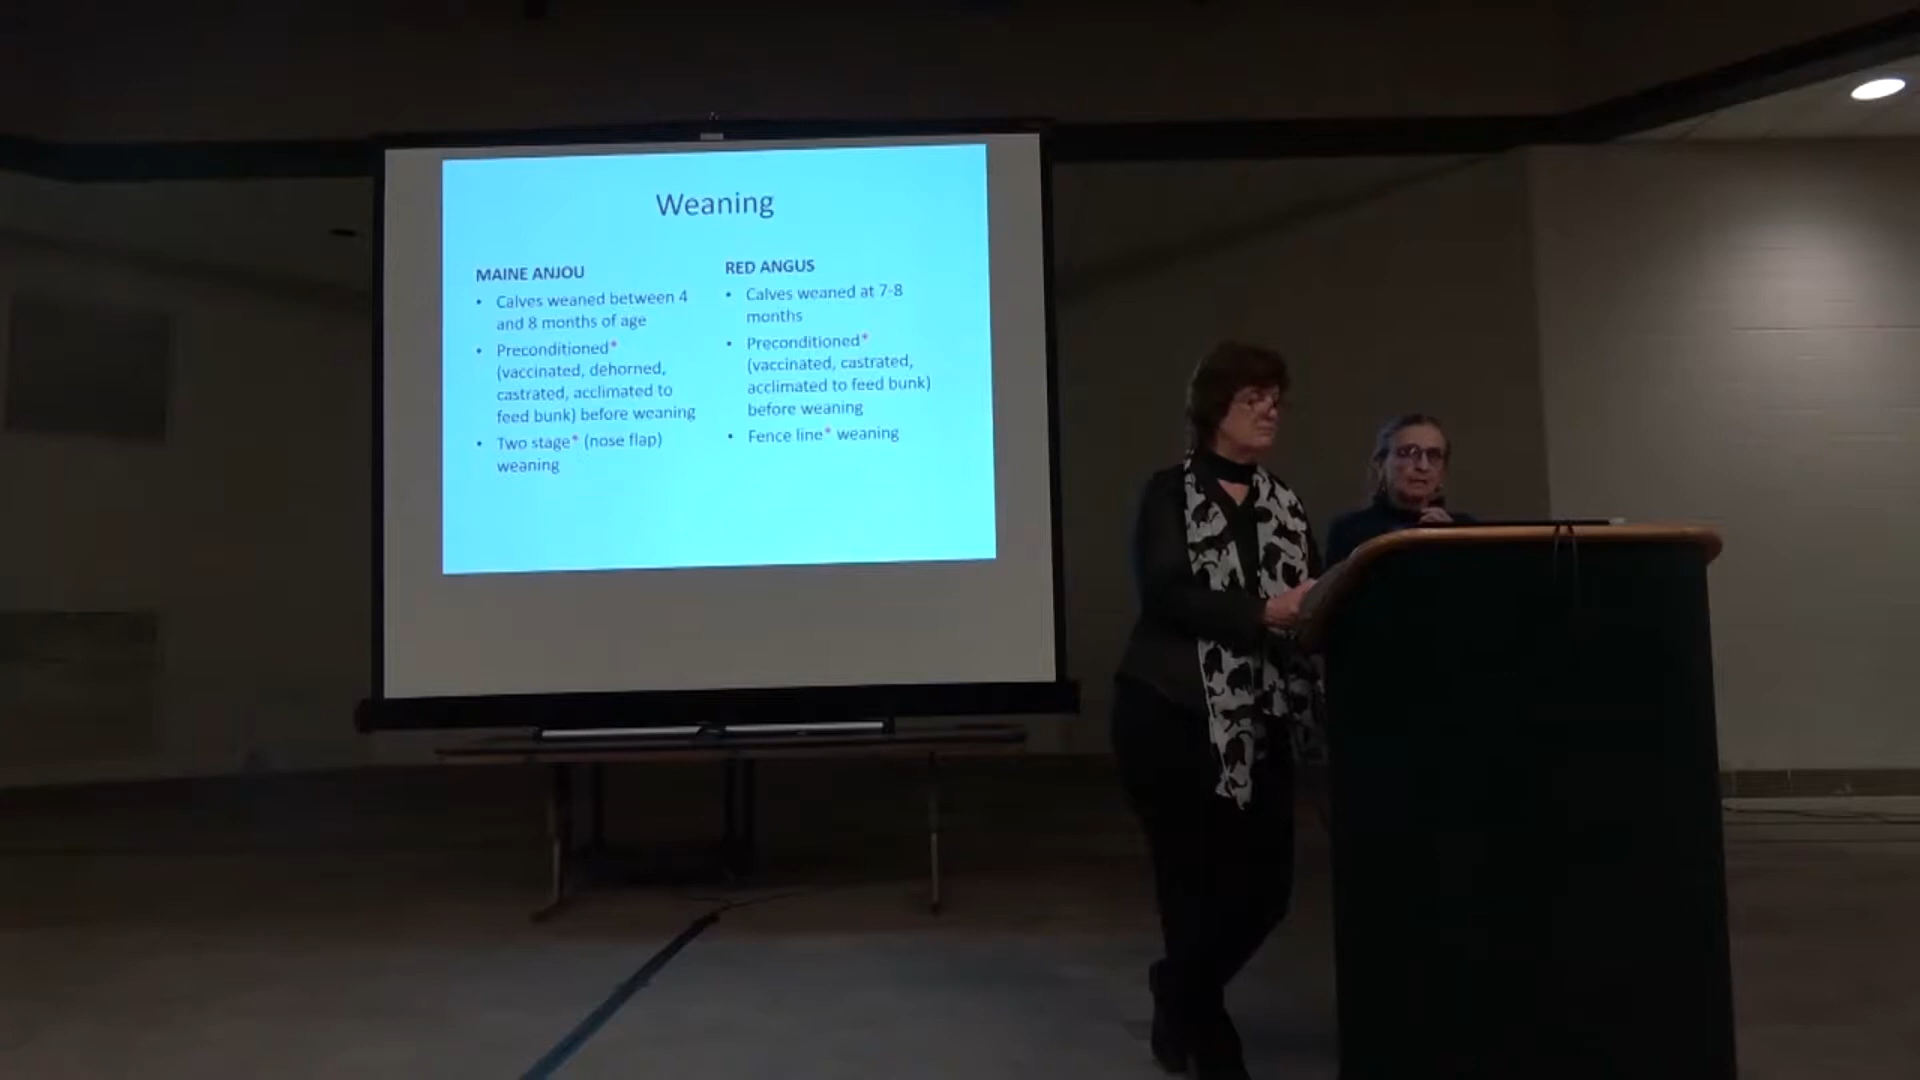 Weaning
MAINE ANJOU
• Calves weaned between 4
and 8 months of age
• Preconditioned*
(vaccinated, dehorned,
castrated, acclimated to
feed bunk) before weaning
• Two stage* (nose flap)
weaning
RED ANGUS
• Calves weaned at 7-8
months
• Preconditioned*
(vaccinated, castrated,
acclimated to feed bunk)
before weaning
• Fence line* weaning